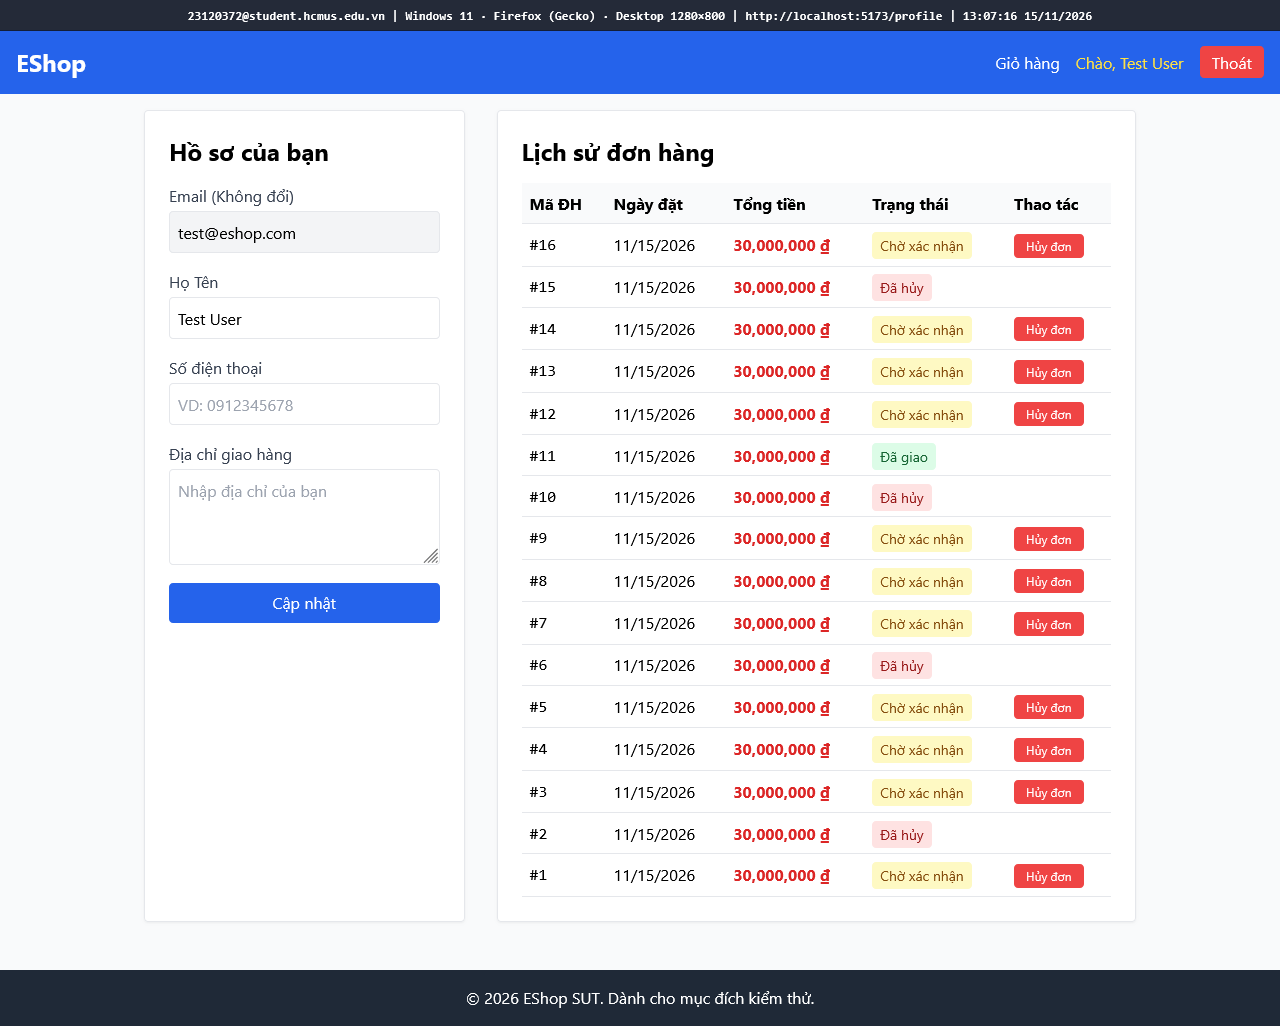 23120372@student.hcmus.edu.vn | Windows 11 · Firefox (Gecko) · Desktop 1280×800 | http://localhost:5173/profile | 13:07:16 15/11/2026
EShop
Giỏ hàng Chào, Test User Thoát
Hồ sơ của bạn
Email (Không đổi)
test@eshop.com
Họ Tên
Test User
Số điện thoại
VD: 0912345678
Địa chỉ giao hàng
Nhập địa chỉ của bạn
Cập nhật
Lịch sử đơn hàng
Mã ĐH Ngày đặt Tổng tiền Trạng thái Thao tác
#16 11/15/2026 30,000,000 ₫ Chờ xác nhận Hủy đơn
#15 11/15/2026 30,000,000 ₫ Đã hủy
#14 11/15/2026 30,000,000 ₫ Chờ xác nhận Hủy đơn
#13 11/15/2026 30,000,000 ₫ Chờ xác nhận Hủy đơn
#12 11/15/2026 30,000,000 ₫ Chờ xác nhận Hủy đơn
#11 11/15/2026 30,000,000 ₫ Đã giao
#10 11/15/2026 30,000,000 ₫ Đã hủy
#9 11/15/2026 30,000,000 ₫ Chờ xác nhận Hủy đơn
#8 11/15/2026 30,000,000 ₫ Chờ xác nhận Hủy đơn
#7 11/15/2026 30,000,000 ₫ Chờ xác nhận Hủy đơn
#6 11/15/2026 30,000,000 ₫ Đã hủy
#5 11/15/2026 30,000,000 ₫ Chờ xác nhận Hủy đơn
#4 11/15/2026 30,000,000 ₫ Chờ xác nhận Hủy đơn
#3 11/15/2026 30,000,000 ₫ Chờ xác nhận Hủy đơn
#2 11/15/2026 30,000,000 ₫ Đã hủy
#1 11/15/2026 30,000,000 ₫ Chờ xác nhận Hủy đơn
© 2026 EShop SUT. Dành cho mục đích kiểm thử.